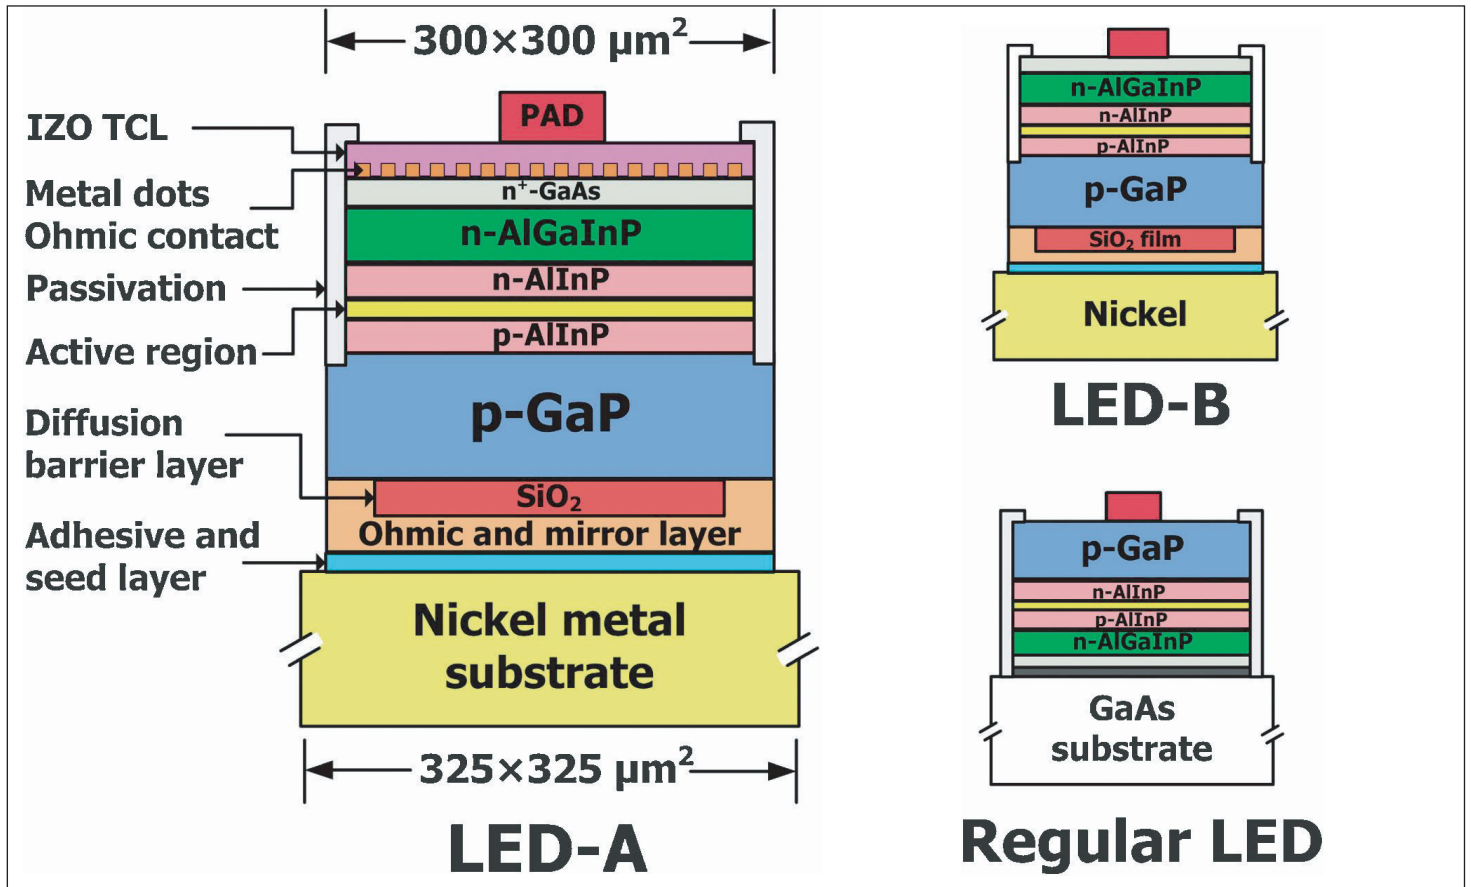 300×300 µm²
PAD
IZO TCL
Metal dots
Ohmic contact
n⁺-GaAs
n-AlGaInP
Passivation
n-AlInP
Active region
p-AlInP
p-GaP
Diffusion
barrier layer
SiO₂
Ohmic and mirror layer
Adhesive and
seed layer
Nickel metal
substrate
325×325 µm²
LED-A
n-AlGaInP
n-AlInP
p-AlInP
p-GaP
SiO₂ film
Nickel
LED-B
p-GaP
n-AlInP
p-AlInP
n-AlGaInP
GaAs
substrate
Regular LED